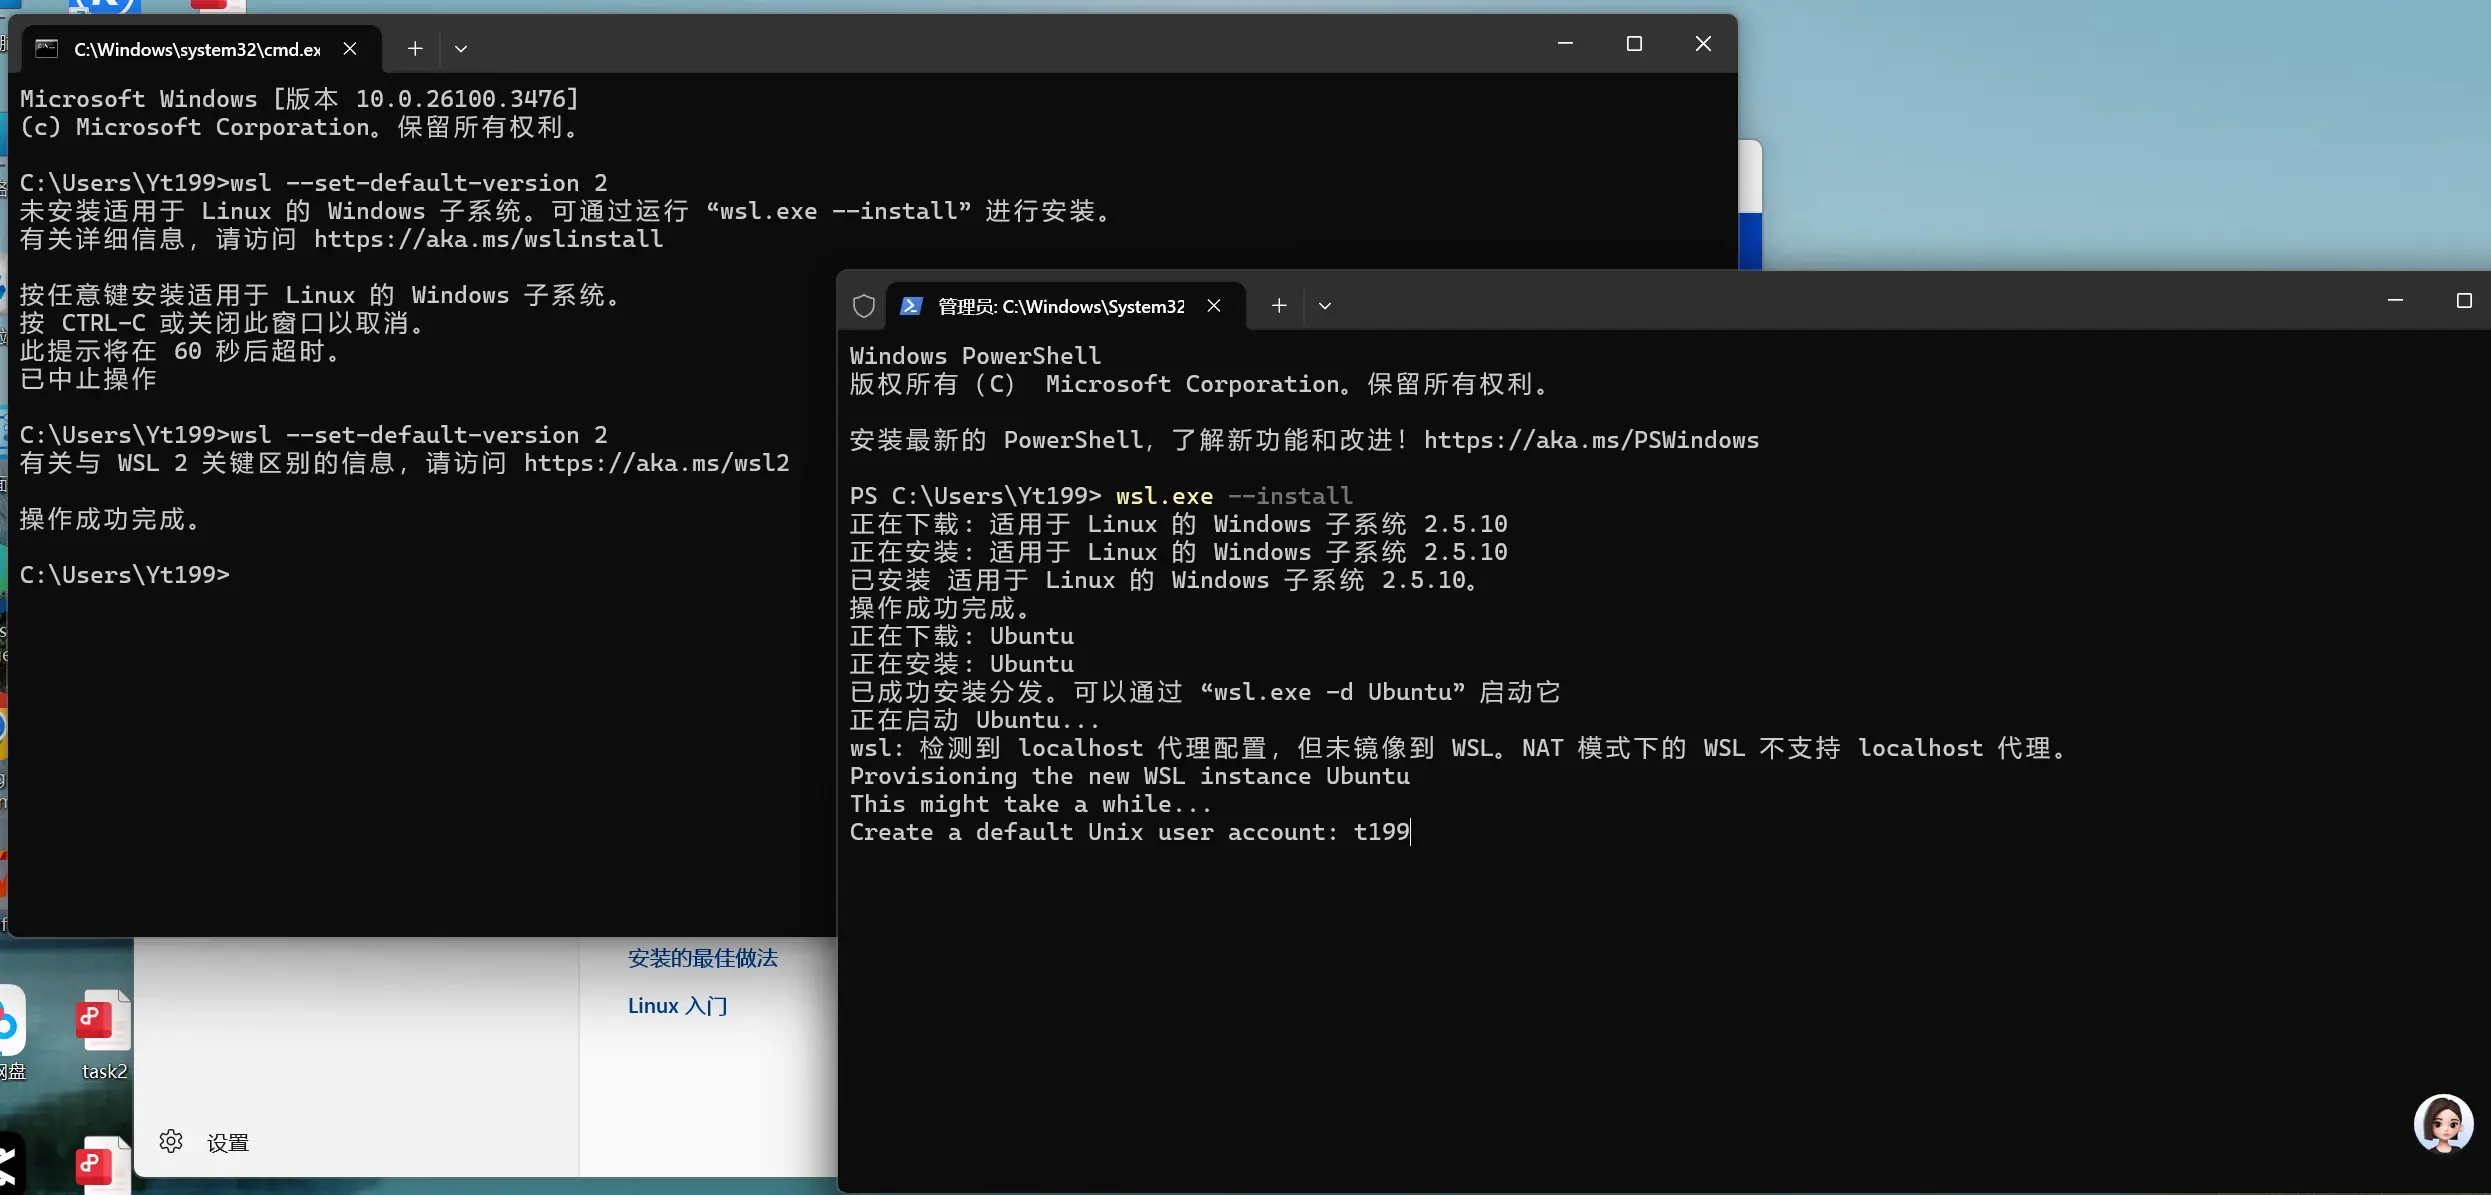 C:\Windows\system32\cmd.ex
Microsoft Windows [版本 10.0.26100.3476]
(c) Microsoft Corporation。保留所有权利。
C:\Users\Yt199>wsl --set-default-version 2
未安装适用于 Linux 的 Windows 子系统。可通过运行 “wsl.exe --install” 进行安装。
有关详细信息，请访问 https://aka.ms/wslinstall
按任意键安装适用于 Linux 的 Windows 子系统。
按 CTRL-C 或关闭此窗口以取消。
此提示将在 60 秒后超时。
已中止操作
C:\Users\Yt199>wsl --set-default-version 2
有关与 WSL 2 关键区别的信息，请访问 https://aka.ms/wsl2
操作成功完成。
C:\Users\Yt199>
管理员: C:\Windows\System32
Windows PowerShell
版权所有 (C)  Microsoft Corporation。保留所有权利。
安装最新的 PowerShell，了解新功能和改进！https://aka.ms/PSWindows
PS C:\Users\Yt199> wsl.exe --install
正在下载: 适用于 Linux 的 Windows 子系统 2.5.10
正在安装: 适用于 Linux 的 Windows 子系统 2.5.10
已安装 适用于 Linux 的 Windows 子系统 2.5.10。
操作成功完成。
正在下载: Ubuntu
正在安装: Ubuntu
已成功安装分发。可以通过 “wsl.exe -d Ubuntu” 启动它
正在启动 Ubuntu...
wsl: 检测到 localhost 代理配置，但未镜像到 WSL。NAT 模式下的 WSL 不支持 localhost 代理。
Provisioning the new WSL instance Ubuntu
This might take a while...
Create a default Unix user account: t199
安装的最佳做法
Linux 入门
设置
网盘
task2